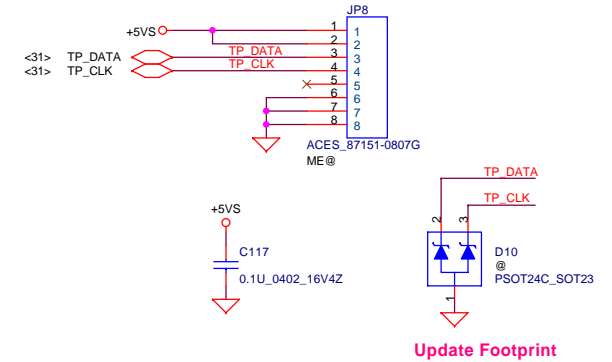 JP8
+5VS
1 1
2 2
<31> TP_DATA TP_DATA 3 3
<31> TP_CLK TP_CLK 4 4
5 5
6 6
7 7
8 8
ACES_87151-0807G
ME@
TP_DATA
TP_CLK
+5VS
2 3
C117
D10
@
0.1U_0402_16V4Z
PSOT24C_SOT23
1
Update Footprint